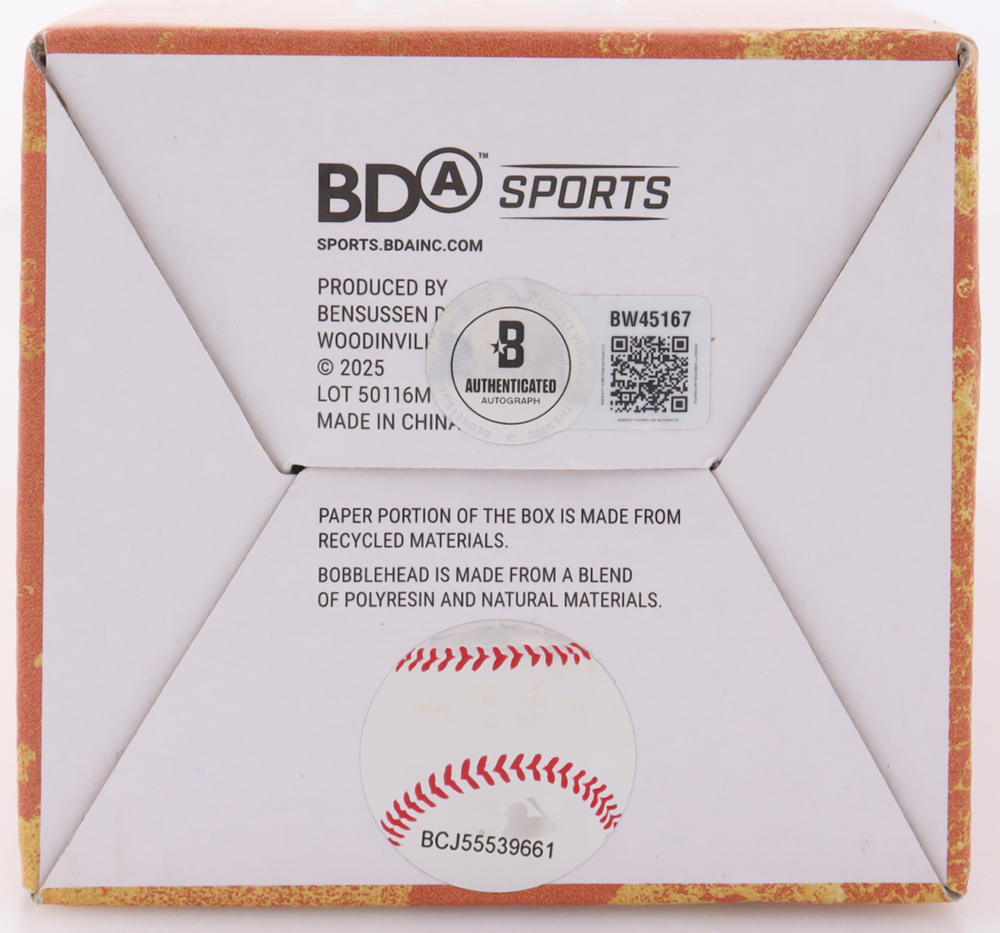 BDA™ SPORTS
SPORTS.BDAINC.COM
PRODUCED BY
BENSUSSEN
WOODINVILL
© 2025
LOT 50116M
MADE IN CHINA
BW45167
B
AUTHENTICATED
AUTOGRAPH
PAPER PORTION OF THE BOX IS MADE FROM
RECYCLED MATERIALS.
BOBBLEHEAD IS MADE FROM A BLEND
OF POLYRESIN AND NATURAL MATERIALS.
BCJ55539661